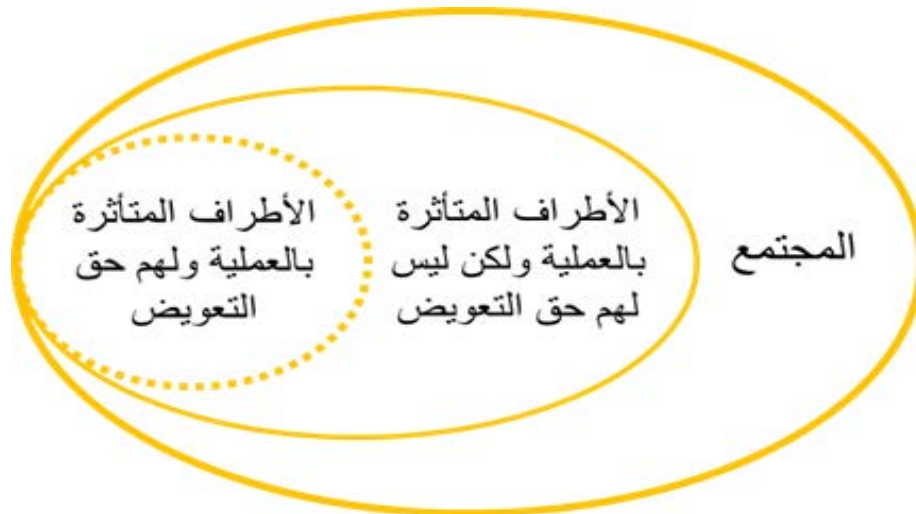 المجتمع
الأطراف المتأثرة
بالعملية ولكن ليس
لهم حق التعويض
الأطراف المتأثرة
بالعملية ولهم حق
التعويض